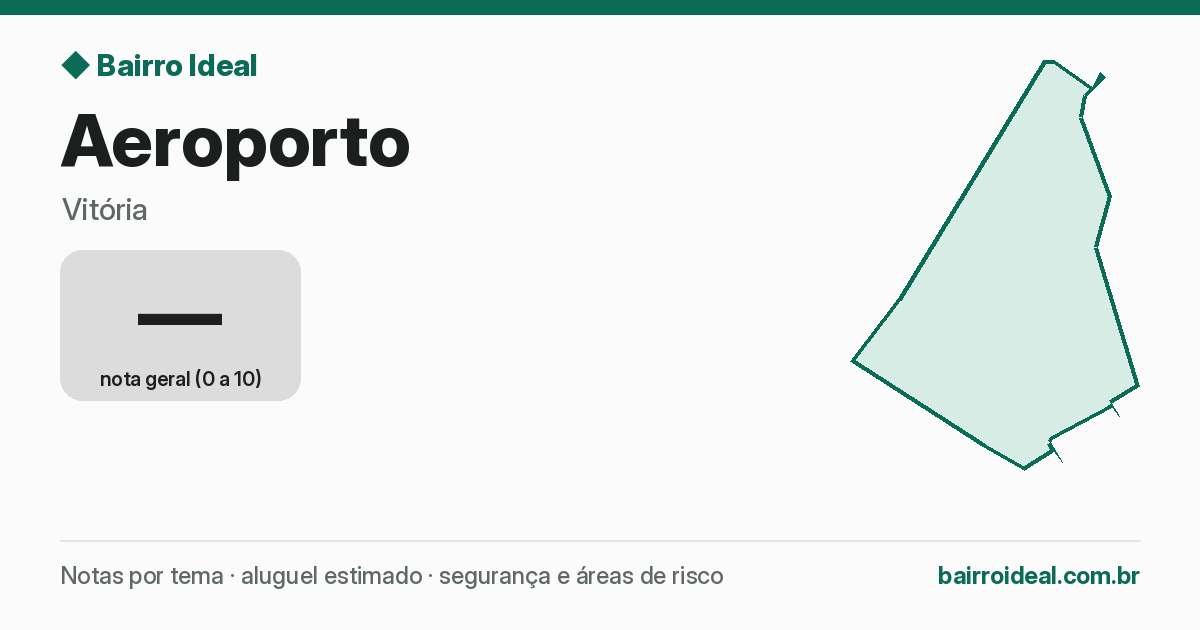 Bairro Ideal
Aeroporto
Vitória
—
nota geral (0 a 10)
Notas por tema · aluguel estimado · segurança e áreas de risco
bairroideal.com.br